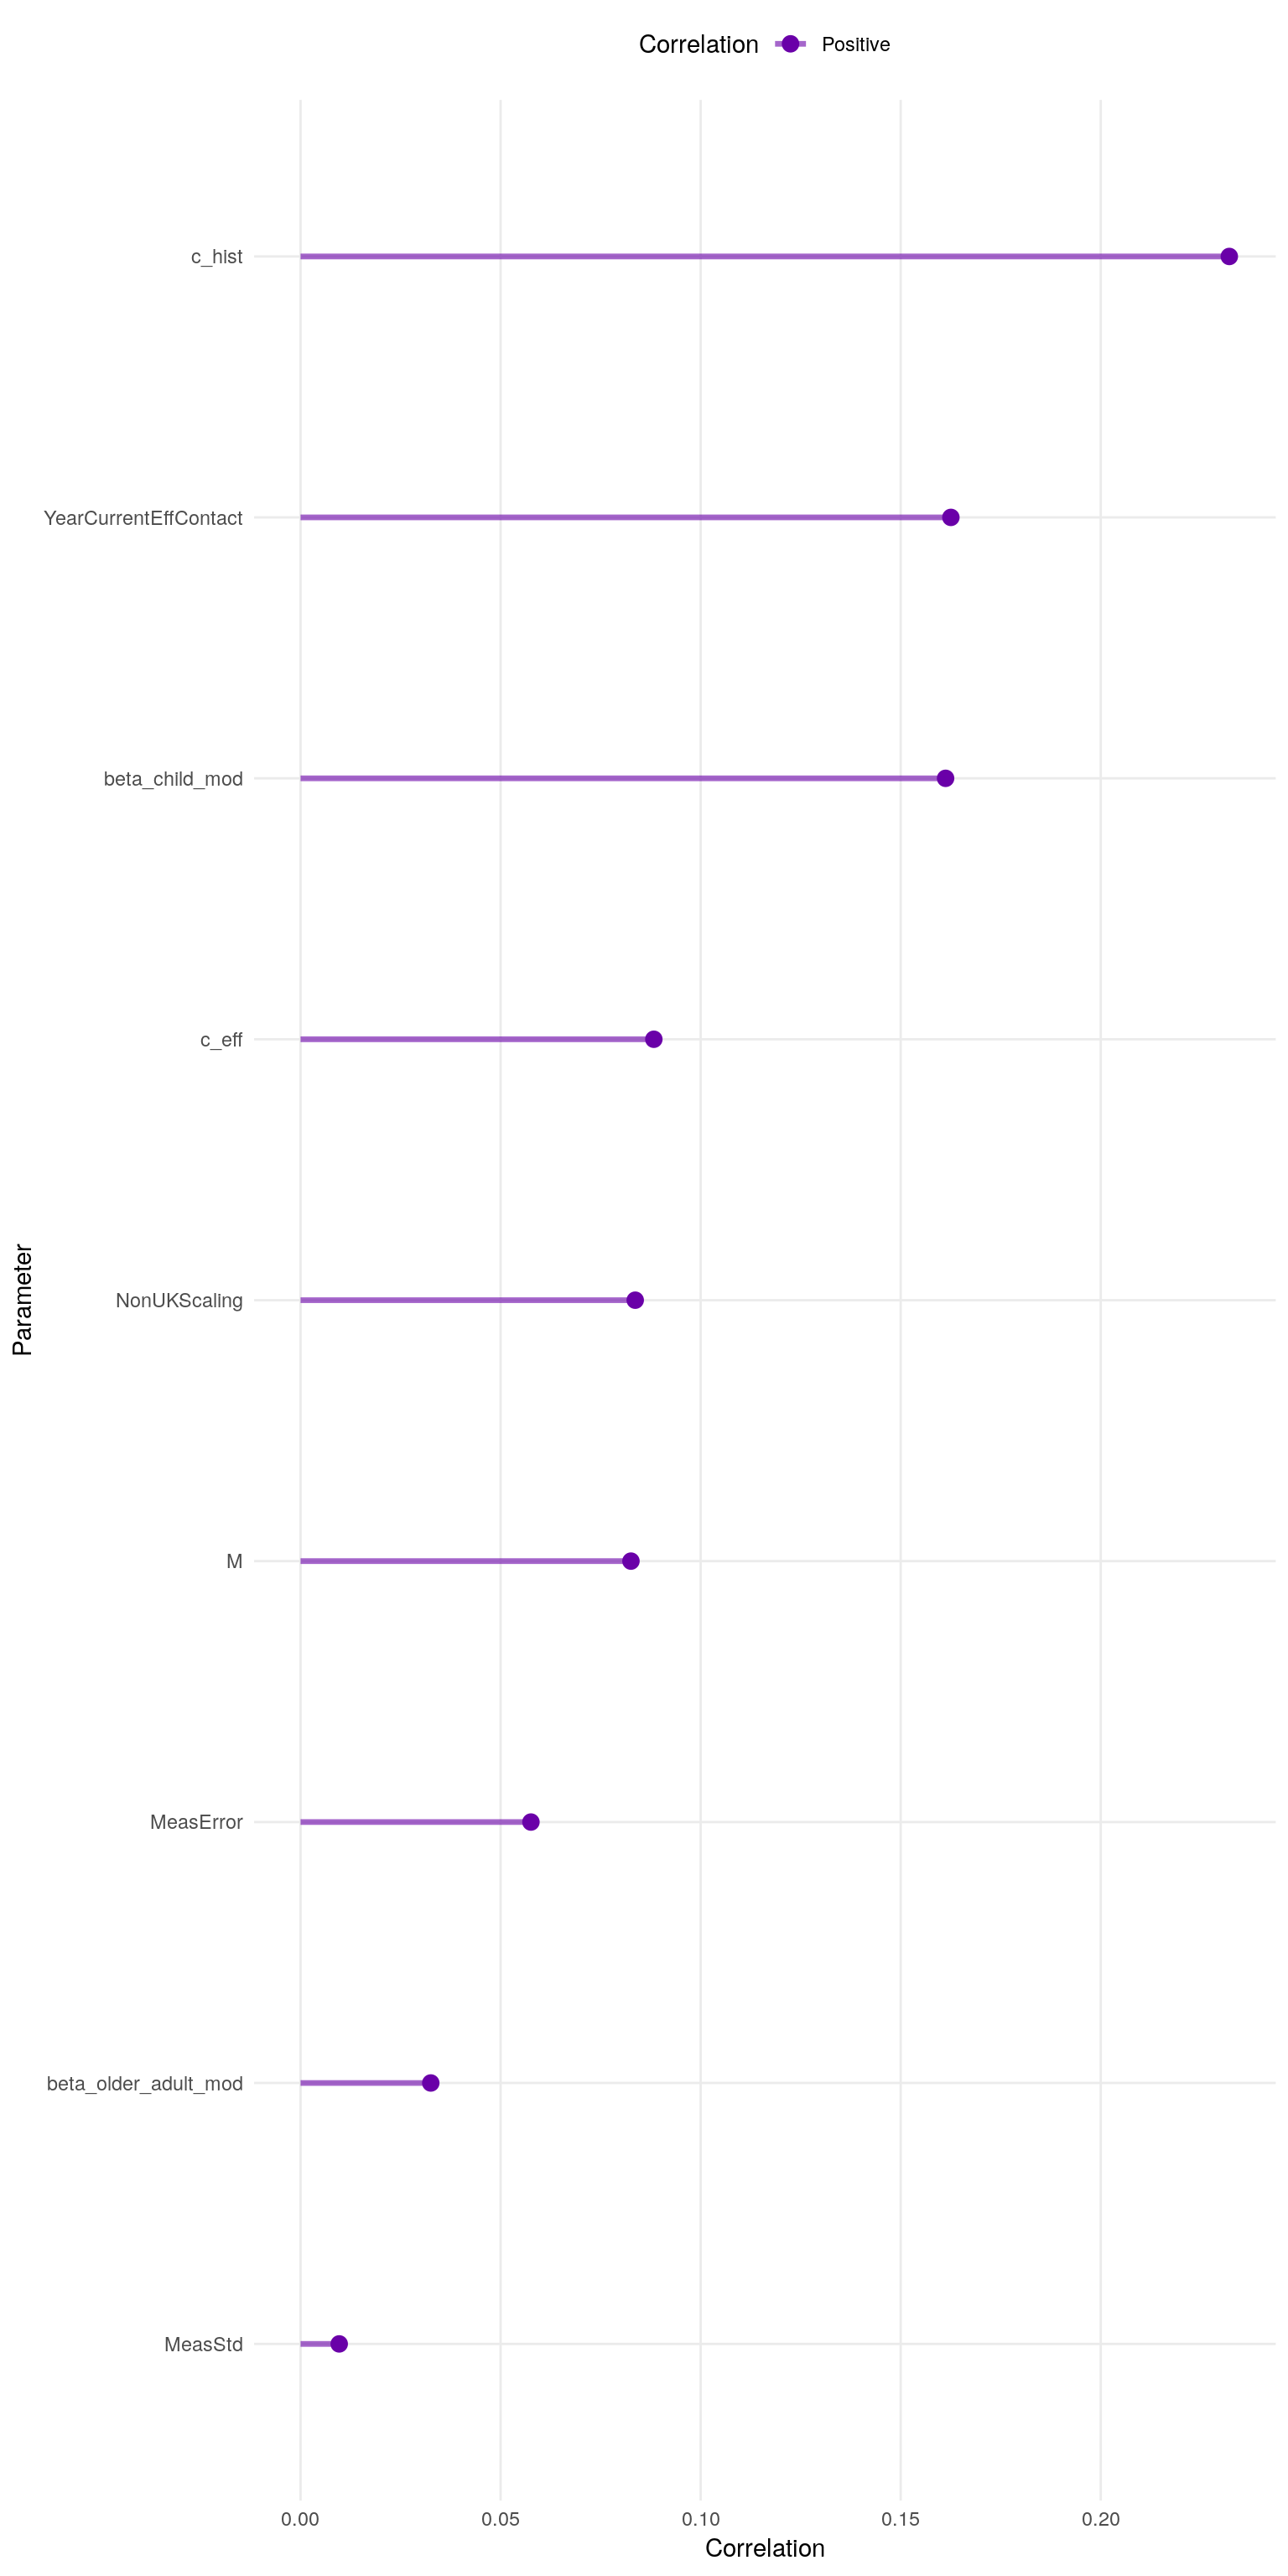 Correlation Positive
c_hist
YearCurrentEffContact
beta_child_mod
c_eff
NonUKScaling
M
MeasError
beta_older_adult_mod
MeasStd
Parameter
0.00 0.05 0.10 0.15 0.20
Correlation